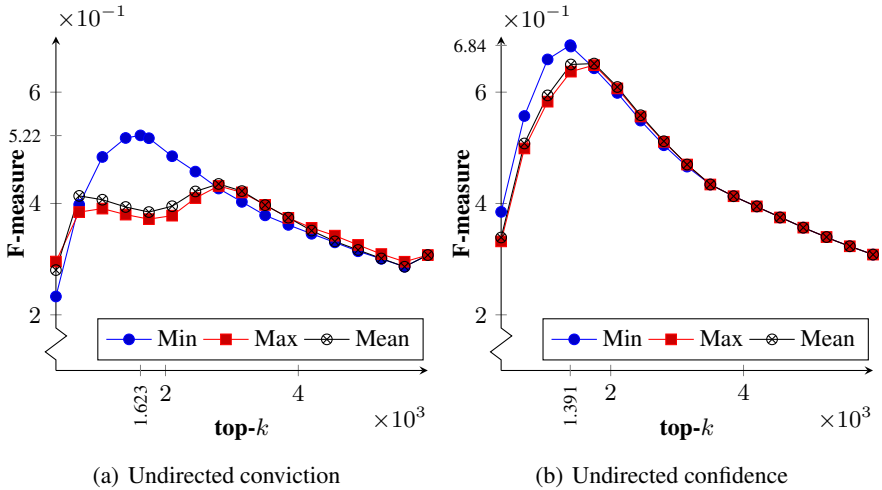 ×10⁻¹
6
5.22
4
2
F-measure
Min Max Mean
1.623
2
4
×10³
top-k
(a) Undirected conviction
×10⁻¹
6.84
6
4
2
F-measure
Min Max Mean
1.391
2
4
×10³
top-k
(b) Undirected confidence